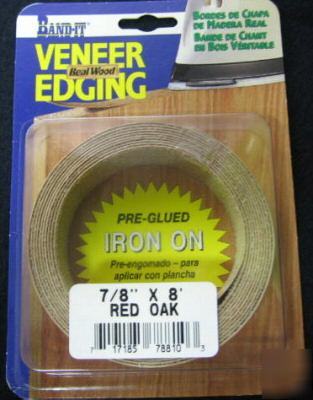 BAND-IT
VENEER
Real Wood
EDGING
BORDES DE CHAPA
DE MADERA REAL
BANDE DE CHANT
EN BOIS VÉRITABLE
PRE-GLUED
IRON ON
Pre-engomado – para
aplicar con plancha
7/8" X 8'
RED OAK
7 17185 78810 3